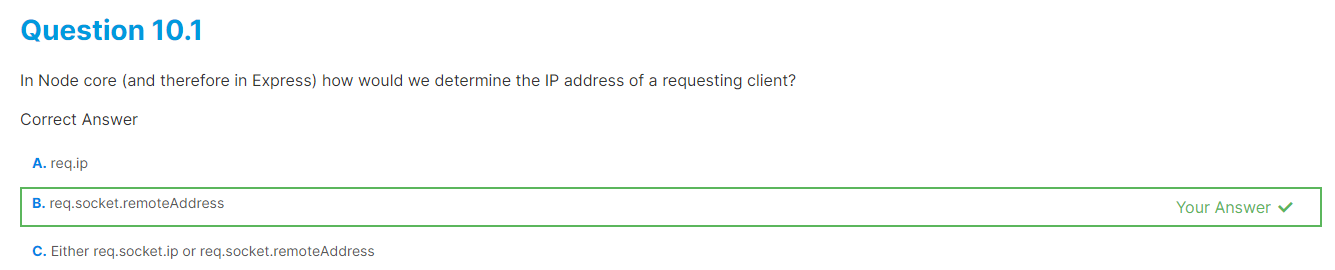 Question 10.1
In Node core (and therefore in Express) how would we determine the IP address of a requesting client?
Correct Answer
A. req.ip
B. req.socket.remoteAddress
Your Answer ✓
C. Either req.socket.ip or req.socket.remoteAddress